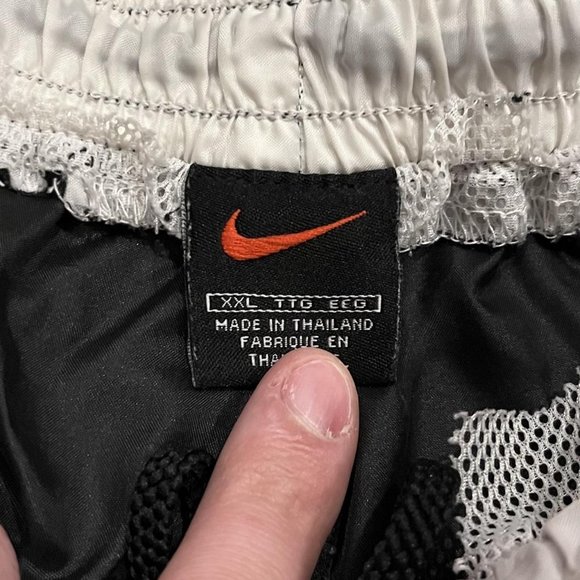 XXL TTG EEG
MADE IN THAILAND
FABRIQUE EN